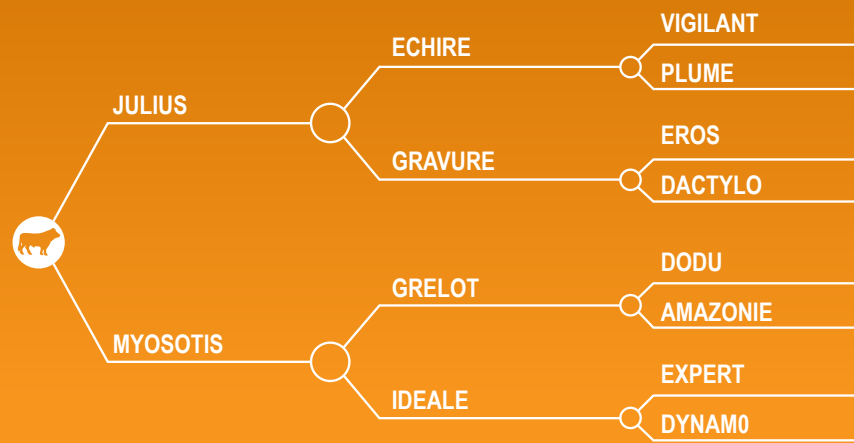 VIGILANT
ECHIRE
PLUME
JULIUS
EROS
GRAVURE
DACTYLO
DODU
GRELOT
AMAZONIE
MYOSOTIS
EXPERT
IDEALE
DYNAM0